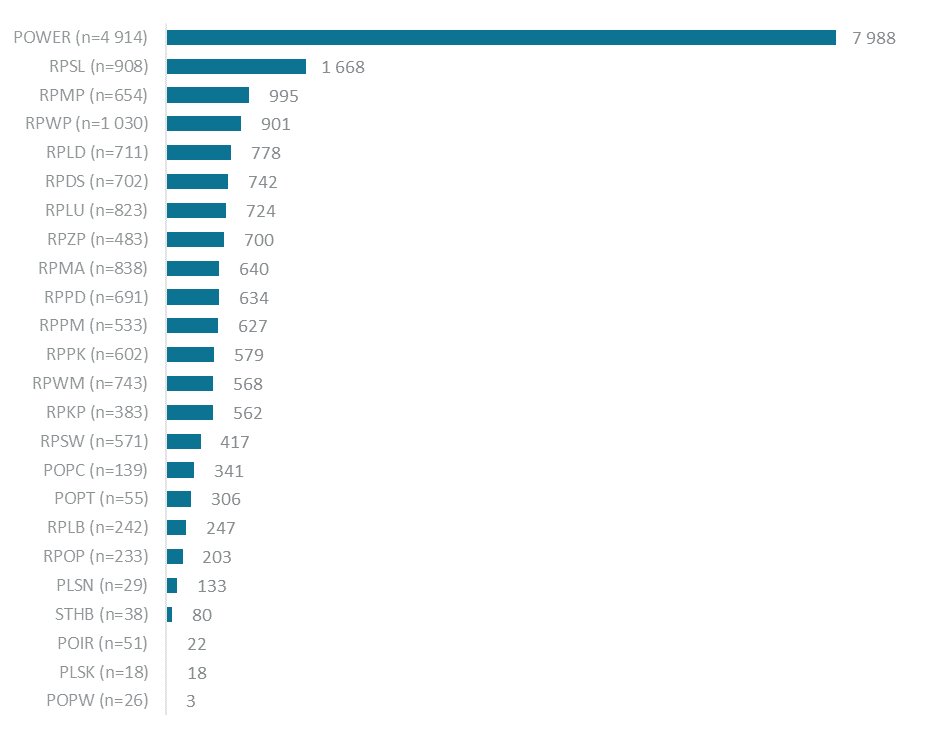 POWER (n=4 914) 7 988
RPSL (n=908) 1 668
RPMP (n=654) 995
RPWP (n=1 030) 901
RPLD (n=711) 778
RPDS (n=702) 742
RPLU (n=823) 724
RPZP (n=483) 700
RPMA (n=838) 640
RPPD (n=691) 634
RPPM (n=533) 627
RPPK (n=602) 579
RPWM (n=743) 568
RPKP (n=383) 562
RPSW (n=571) 417
POPC (n=139) 341
POPT (n=55) 306
RPLB (n=242) 247
RPOP (n=233) 203
PLSN (n=29) 133
STHB (n=38) 80
POIR (n=51) 22
PLSK (n=18) 18
POPW (n=26) 3